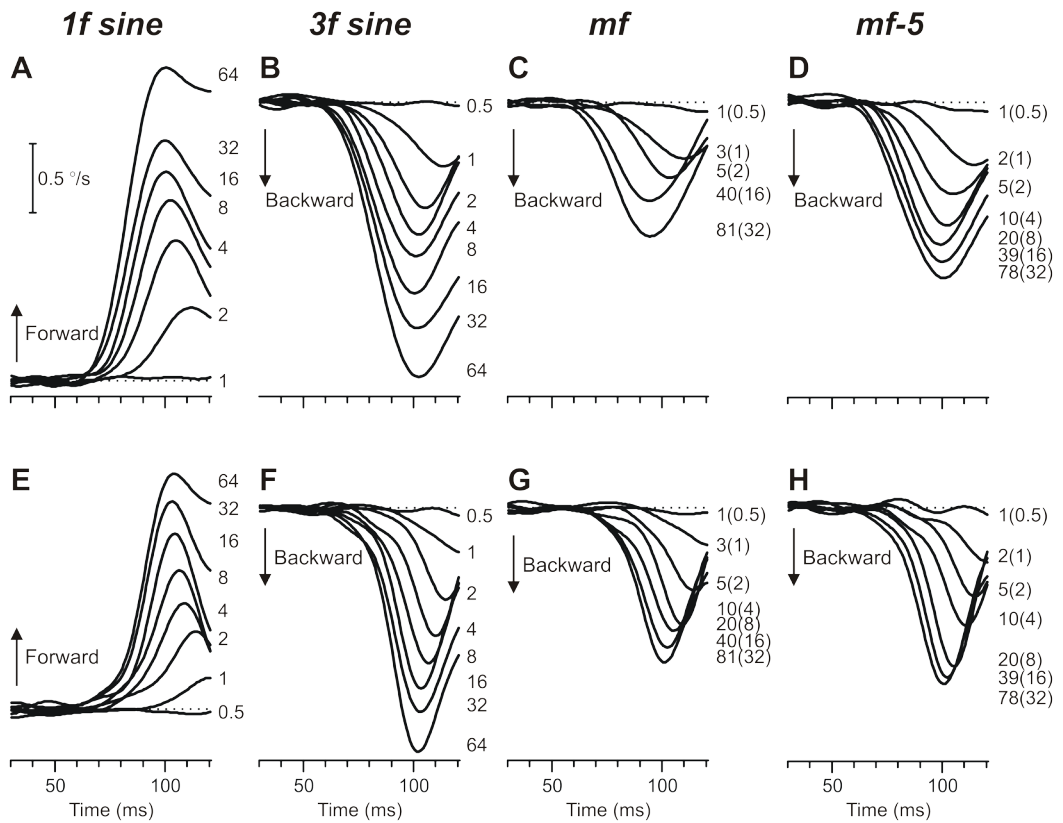 1f sine
3f sine
mf
mf-5
A
64
32
16
8
4
2
1
0.5 °/s
Forward
B
0.5
1
2
4
8
16
32
64
Backward
C
1(0.5)
3(1)
5(2)
40(16)
81(32)
Backward
D
1(0.5)
2(1)
5(2)
10(4)
20(8)
39(16)
78(32)
Backward
E
64
32
16
8
4
2
1
0.5
Forward
50
100
Time (ms)
F
0.5
1
2
4
8
16
32
64
Backward
50
100
Time (ms)
G
1(0.5)
3(1)
5(2)
10(4)
20(8)
40(16)
81(32)
Backward
50
100
Time (ms)
H
1(0.5)
2(1)
5(2)
10(4)
20(8)
39(16)
78(32)
Backward
50
100
Time (ms)